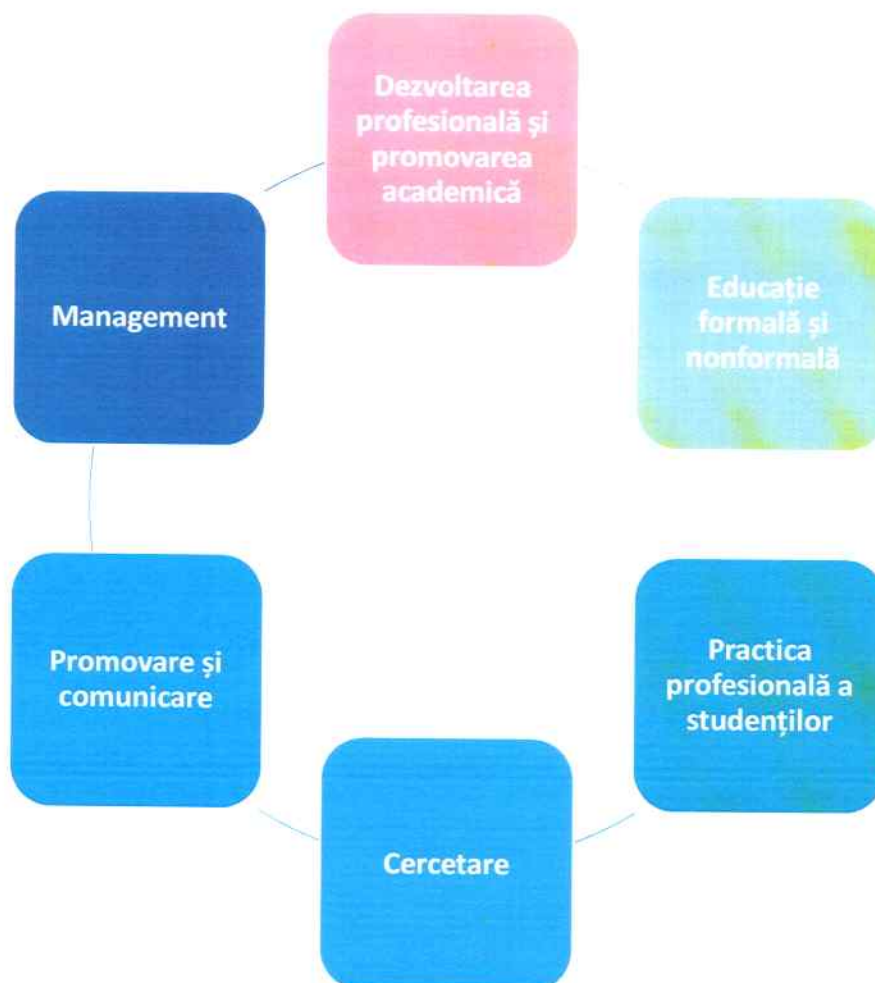 Dezvoltarea
profesională și
promovarea
academică
Educație
formală și
nonformală
Practica
profesională a
studenților
Cercetare
Promovare și
comunicare
Management